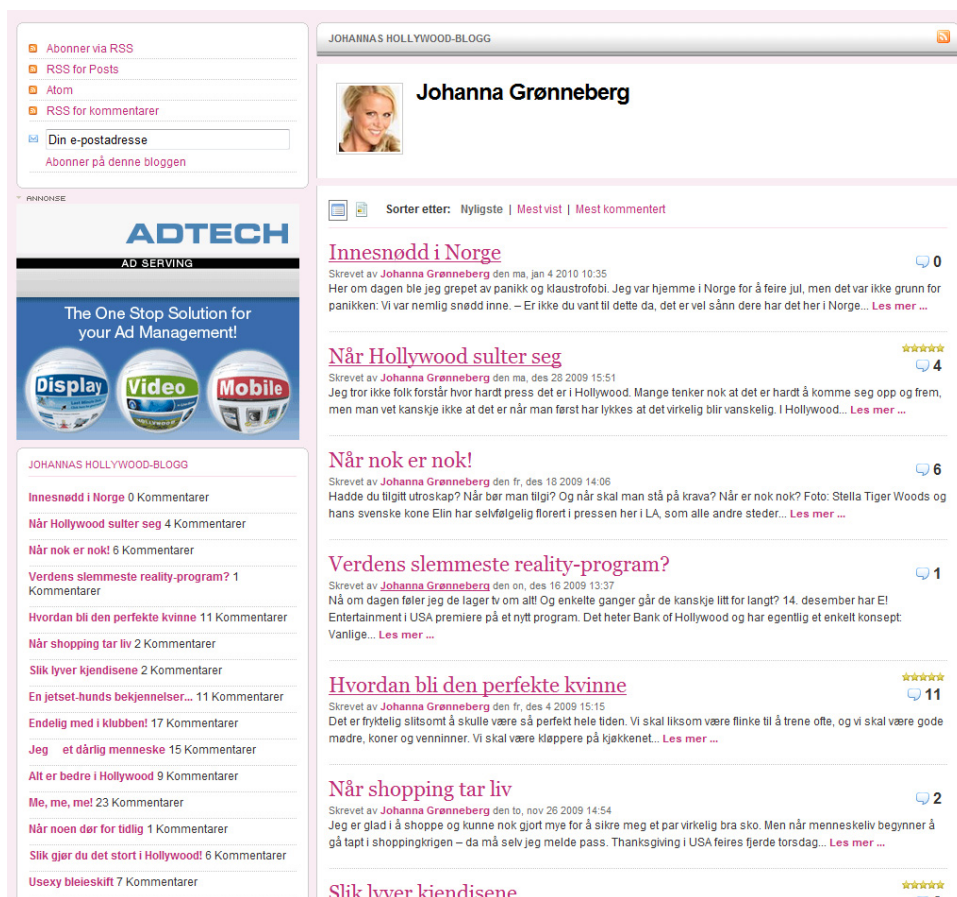 Abonner via RSS
RSS for Posts
Atom
RSS for kommentarer
Din e-postadresse
Abonner på denne bloggen
ANNONSE
ADTECH
AD SERVING
The One Stop Solution for
your Ad Management!
Display
Video
Mobile
JOHANNAS HOLLYWOOD-BLOGG
Innesnødd i Norge 0 Kommentarer
Når Hollywood sulter seg 4 Kommentarer
Når nok er nok! 6 Kommentarer
Verdens slemmeste reality-program? 1
Kommentarer
Hvordan bli den perfekte kvinne 11 Kommentarer
Når shopping tar liv 2 Kommentarer
Slik lyver kjendisene 2 Kommentarer
En jetset-hunds bekjennelser... 11 Kommentarer
Endelig med i klubben! 17 Kommentarer
Jeg et dårlig menneske 15 Kommentarer
Alt er bedre i Hollywood 9 Kommentarer
Me, me, me! 23 Kommentarer
Når noen dør for tidlig 1 Kommentarer
Slik gjør du det stort i Hollywood! 6 Kommentarer
Usexy bleieskift 7 Kommentarer
JOHANNAS HOLLYWOOD-BLOGG
Johanna Grønneberg
Sorter etter: Nyligste | Mest vist | Mest kommentert
Innesnødd i Norge
0
Skrevet av Johanna Grønneberg den ma, jan 4 2010 10:35
Her om dagen ble jeg grepet av panikk og klaustrofobi. Jeg var hjemme i Norge for å feire jul, men det var ikke grunn for
panikken: Vi var nemlig snødd inne. – Er ikke du vant til dette da, det er vel sånn dere har det her i Norge... Les mer ...
Når Hollywood sulter seg
4
Skrevet av Johanna Grønneberg den ma, des 28 2009 15:51
Jeg tror ikke folk forstår hvor hardt press det er i Hollywood. Mange tenker nok at det er hardt å komme seg opp og frem,
men man vet kanskje ikke at det er når man først har lykkes at det virkelig blir vanskelig. I Hollywood... Les mer ...
Når nok er nok!
6
Skrevet av Johanna Grønneberg den fr, des 18 2009 14:06
Hadde du tilgitt utroskap? Når bør man tilgi? Og når skal man stå på krava? Når er nok nok? Foto: Stella Tiger Woods og
hans svenske kone Elin har selvfølgelig florert i pressen her i LA, som alle andre steder... Les mer ...
Verdens slemmeste reality-program?
1
Skrevet av Johanna Grønneberg den on, des 16 2009 13:37
Nå om dagen føler jeg de lager tv om alt! Og enkelte ganger går de kanskje litt for langt? 14. desember har E!
Entertainment i USA premiere på et nytt program. Det heter Bank of Hollywood og har egentlig et enkelt konsept:
Vanlige... Les mer ...
Hvordan bli den perfekte kvinne
11
Skrevet av Johanna Grønneberg den fr, des 4 2009 15:15
Det er fryktelig slitsomt å skulle være så perfekt hele tiden. Vi skal liksom være flinke til å trene ofte, og vi skal være gode
mødre, koner og venninner. Vi skal være kløppere på kjøkkenet... Les mer ...
Når shopping tar liv
2
Skrevet av Johanna Grønneberg den to, nov 26 2009 14:54
Jeg er glad i å shoppe og kunne nok gjort mye for å sikre meg et par virkelig bra sko. Men når menneskeliv begynner å
gå tapt i shoppingkrigen – da må selv jeg melde pass. Thanksgiving i USA feires fjerde torsdag... Les mer ...
Slik lyver kjendisene